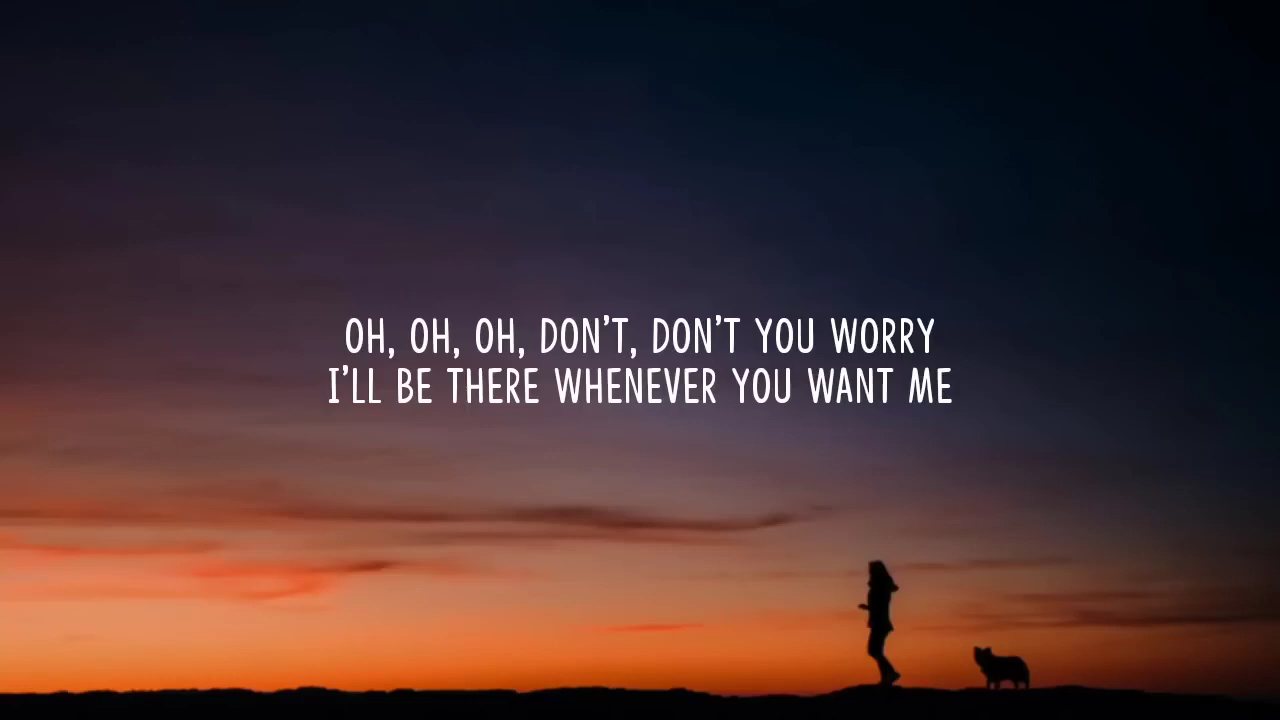 OH, OH, OH, DON'T, DON'T YOU WORRY
I'LL BE THERE WHENEVER YOU WANT ME